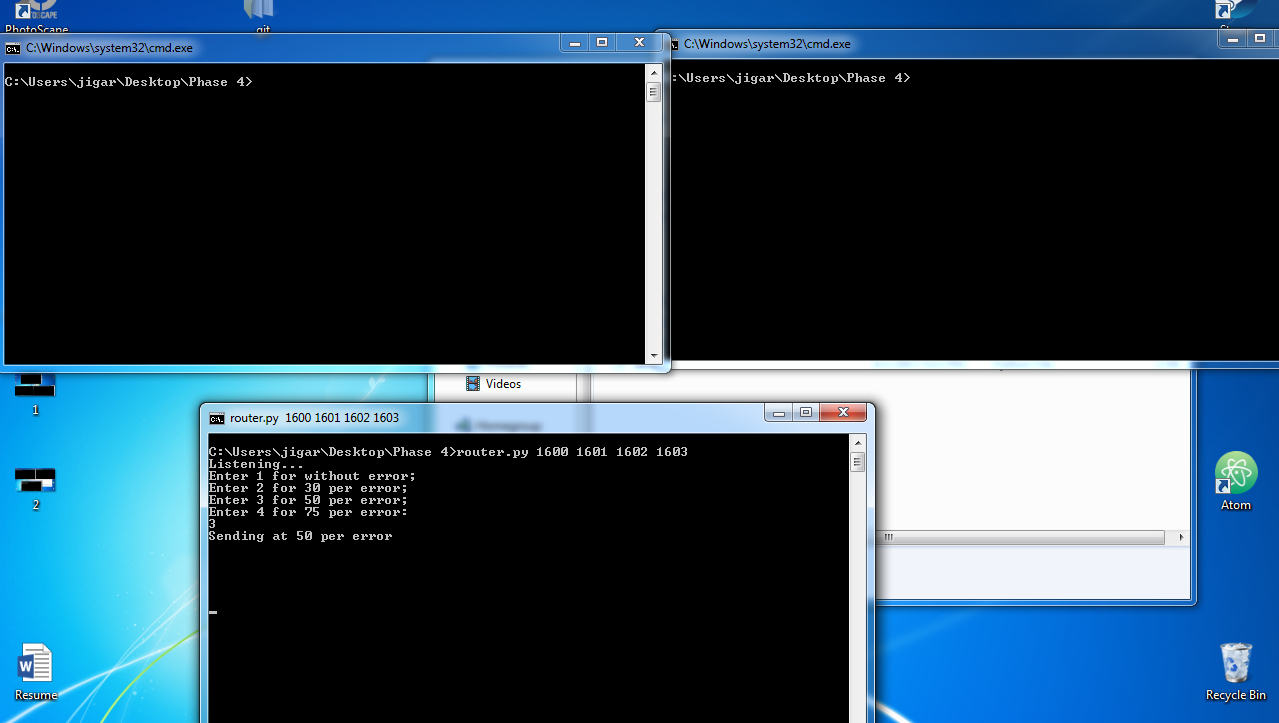 PhotoScape
git
C:\Windows\system32\cmd.exe
C:\Users\jigar\Desktop\Phase 4>
C:\Windows\system32\cmd.exe
:\Users\jigar\Desktop\Phase 4>
Videos
1
2
router.py 1600 1601 1602 1603
C:\Users\jigar\Desktop\Phase 4>router.py 1600 1601 1602 1603
Listening...
Enter 1 for without error;
Enter 2 for 30 per error;
Enter 3 for 50 per error;
Enter 4 for 75 per error:
3
Sending at 50 per error
Atom
Resume
Recycle Bin